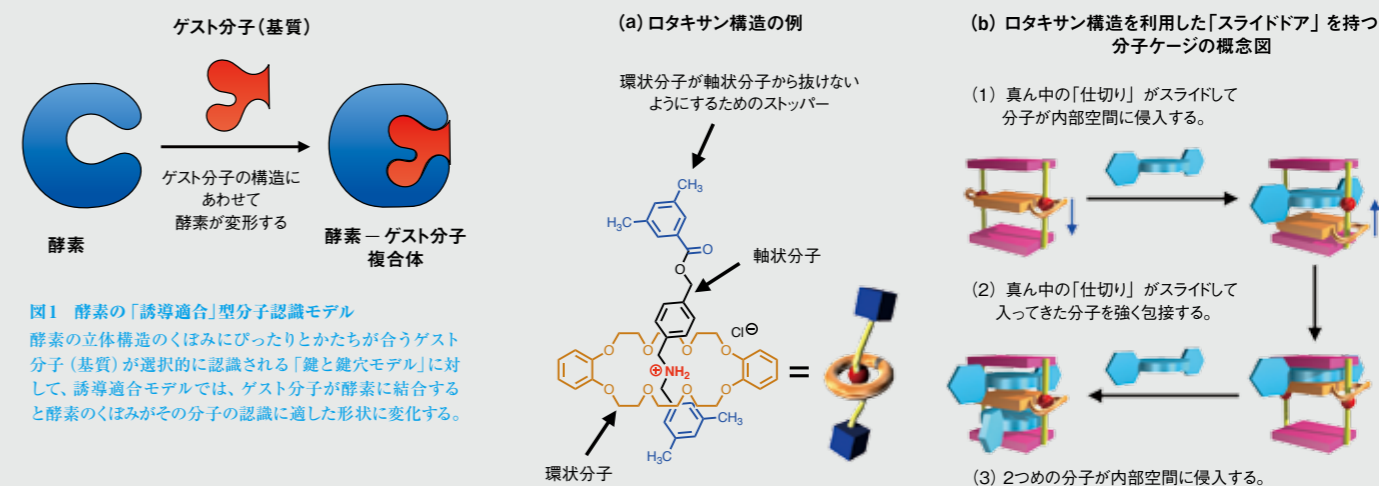 ゲスト分子(基質)
ゲスト分子の構造に
あわせて
酵素が変形する
酵素
酵素－ゲスト分子
複合体
図1 酵素の「誘導適合」型分子認識モデル
酵素の立体構造のくぼみにぴったりとかたちが合うゲスト
分子(基質)が選択的に認識される「鍵と鍵穴モデル」に対
して、誘導適合モデルでは、ゲスト分子が酵素に結合する
と酵素のくぼみがその分子の認識に適した形状に変化する。
(a)ロタキサン構造の例
環状分子が軸状分子から抜けない
ようにするためのストッパー
CH3
H3C
O
O
軸状分子
Cl⊖
O O O O
⊕NH2
O O O O
=
CH3
H3C
環状分子
(b) ロタキサン構造を利用した「スライドドア」を持つ
分子ケージの概念図
(1) 真ん中の「仕切り」がスライドして
分子が内部空間に侵入する。
(2) 真ん中の「仕切り」がスライドして
入ってきた分子を強く包接する。
(3) 2つめの分子が内部空間に侵入する。